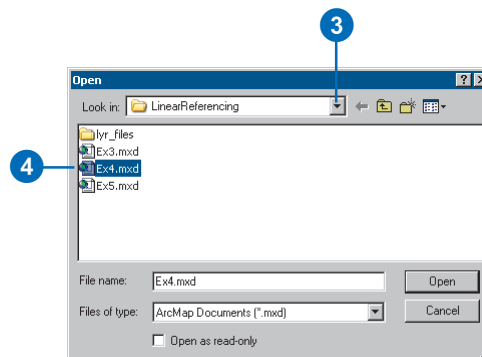 3
Open
Look in: LinearReferencing
lyr_files
Ex3.mxd
4
Ex4.mxd
Ex5.mxd
File name: Ex4.mxd Open
Files of type: ArcMap Documents (*.mxd) Cancel
Open as read-only